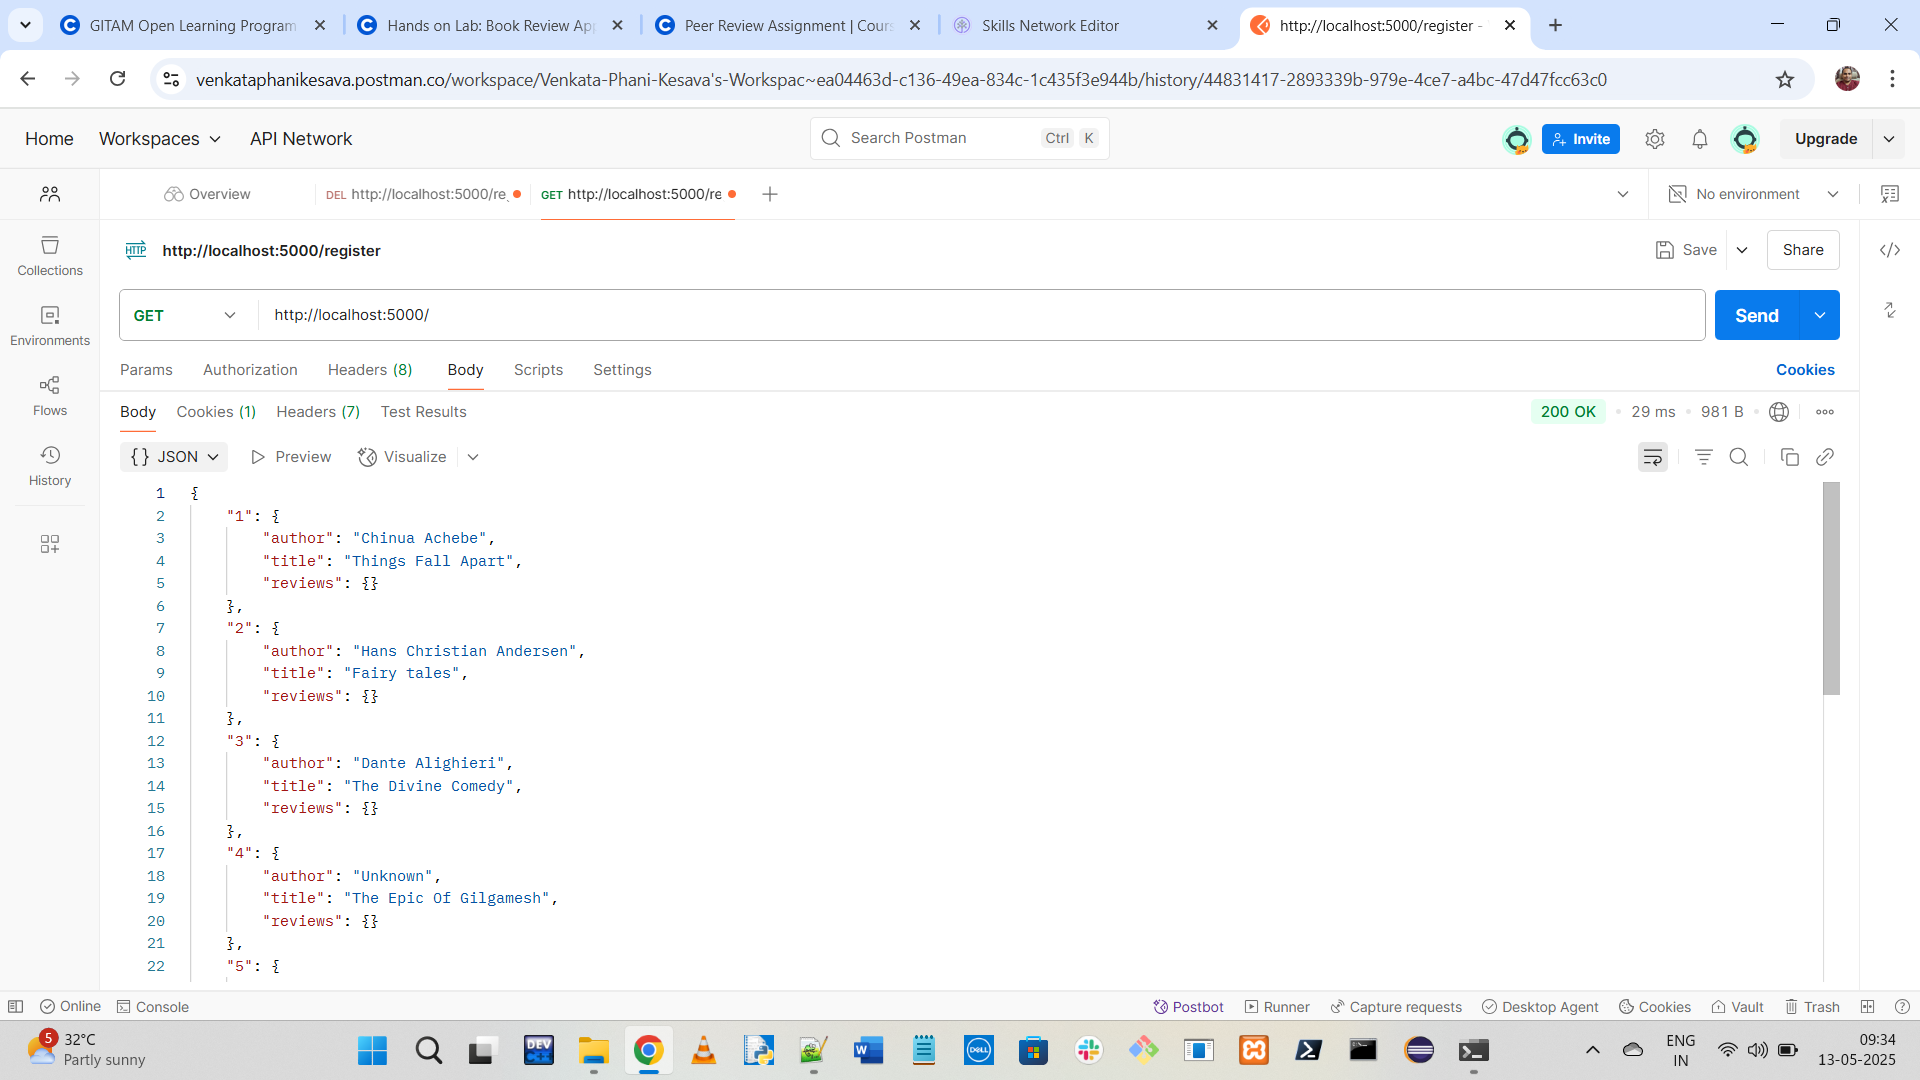 GITAM Open Learning Program
Hands on Lab: Book Review Ap
Peer Review Assignment | Cours
Skills Network Editor
http://localhost:5000/register -
venkataphanikesava.postman.co/workspace/Venkata-Phani-Kesava's-Workspac~ea04463d-c136-49ea-834c-1c435f3e944b/history/44831417-2893339b-979e-4ce7-a4bc-47d47fcc63c0
Home Workspaces API Network
Search Postman Ctrl K
Invite
Upgrade
Overview
DEL http://localhost:5000/re
GET http://localhost:5000/re
No environment
Collections
Environments
Flows
History
HTTP http://localhost:5000/register
Save Share
GET http://localhost:5000/
Send
Params Authorization Headers (8) Body Scripts Settings Cookies
Body Cookies (1) Headers (7) Test Results
200 OK • 29 ms • 981 B •
{} JSON Preview Visualize
1 {
2 "1": {
3 "author": "Chinua Achebe",
4 "title": "Things Fall Apart",
5 "reviews": {}
6 },
7 "2": {
8 "author": "Hans Christian Andersen",
9 "title": "Fairy tales",
10 "reviews": {}
11 },
12 "3": {
13 "author": "Dante Alighieri",
14 "title": "The Divine Comedy",
15 "reviews": {}
16 },
17 "4": {
18 "author": "Unknown",
19 "title": "The Epic Of Gilgamesh",
20 "reviews": {}
21 },
22 "5": {
Online Console
Postbot Runner Capture requests Desktop Agent Cookies Vault Trash
5
32°C
Partly sunny
DEV C++
DELL
ENG
IN
09:34
13-05-2025